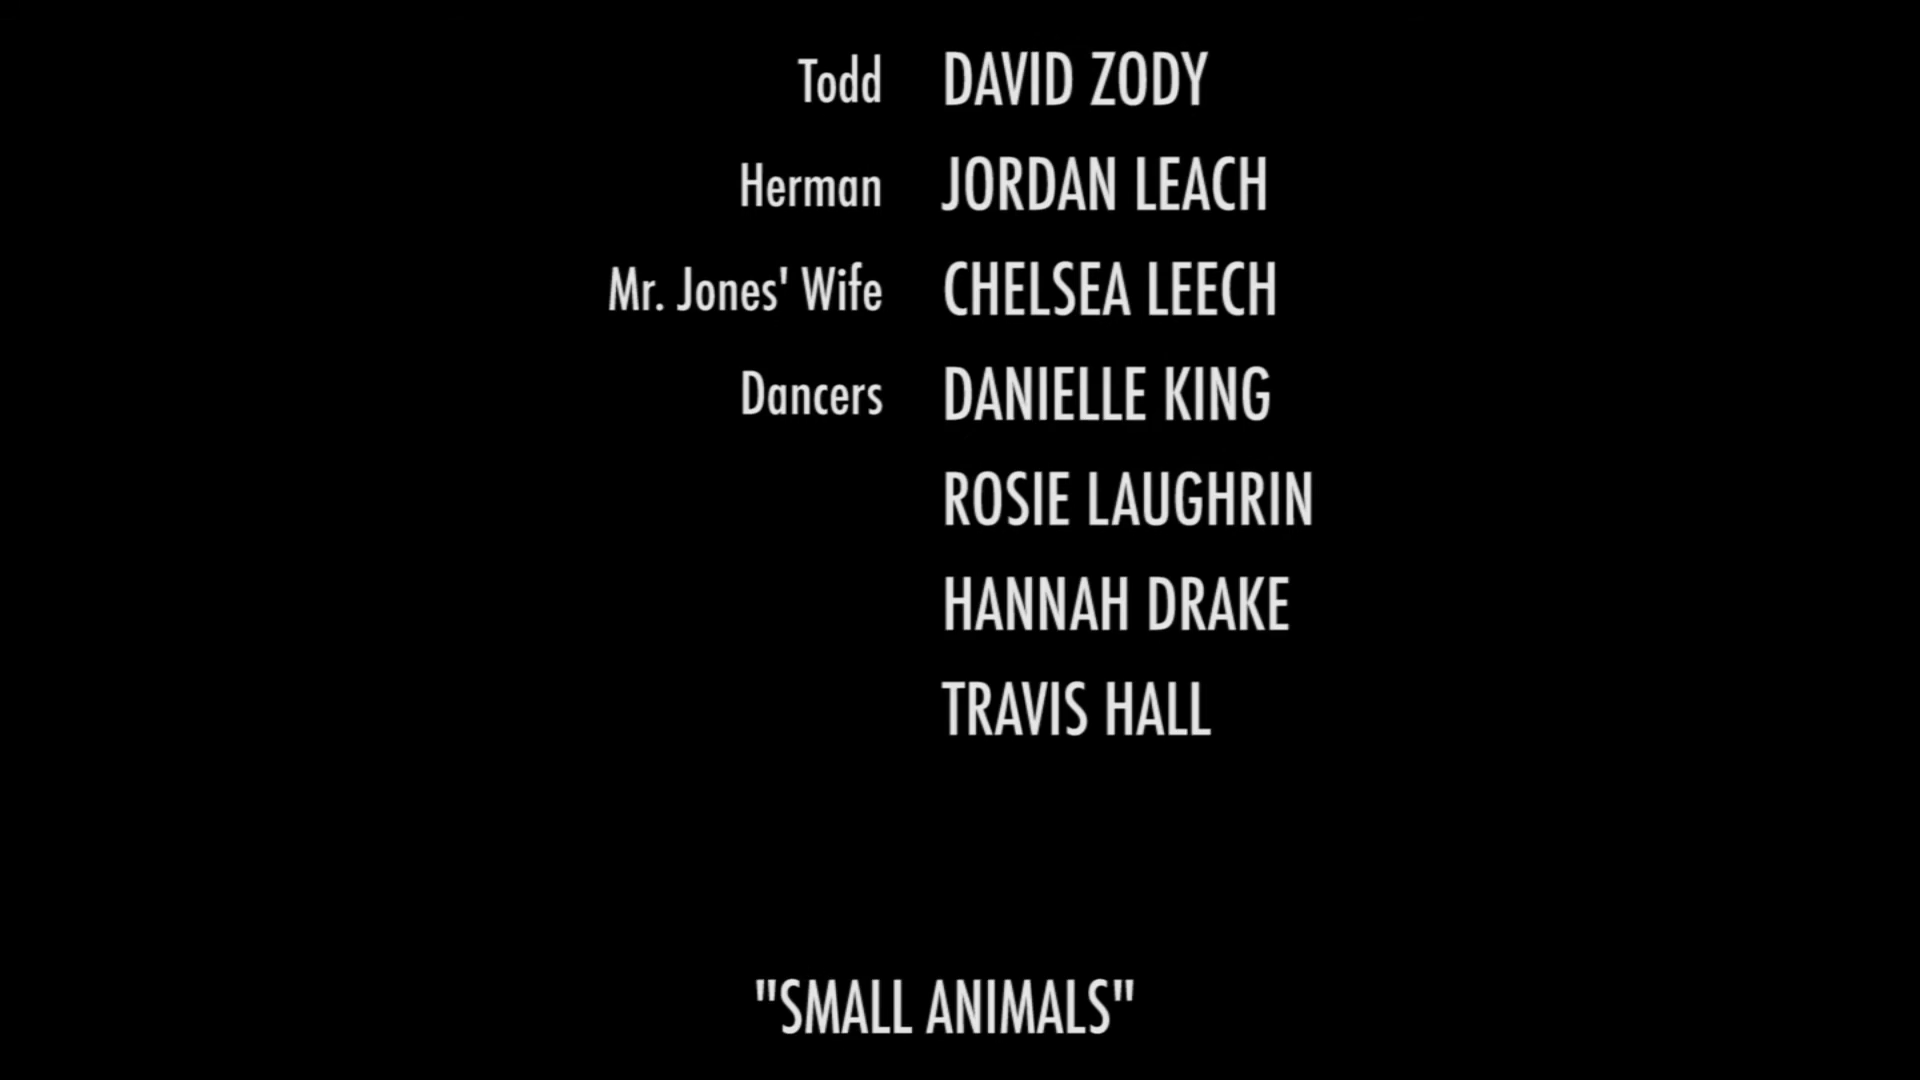 Todd DAVID ZODY
Herman JORDAN LEACH
Mr. Jones' Wife CHELSEA LEECH
Dancers DANIELLE KING
ROSIE LAUGHRIN
HANNAH DRAKE
TRAVIS HALL
"SMALL ANIMALS"